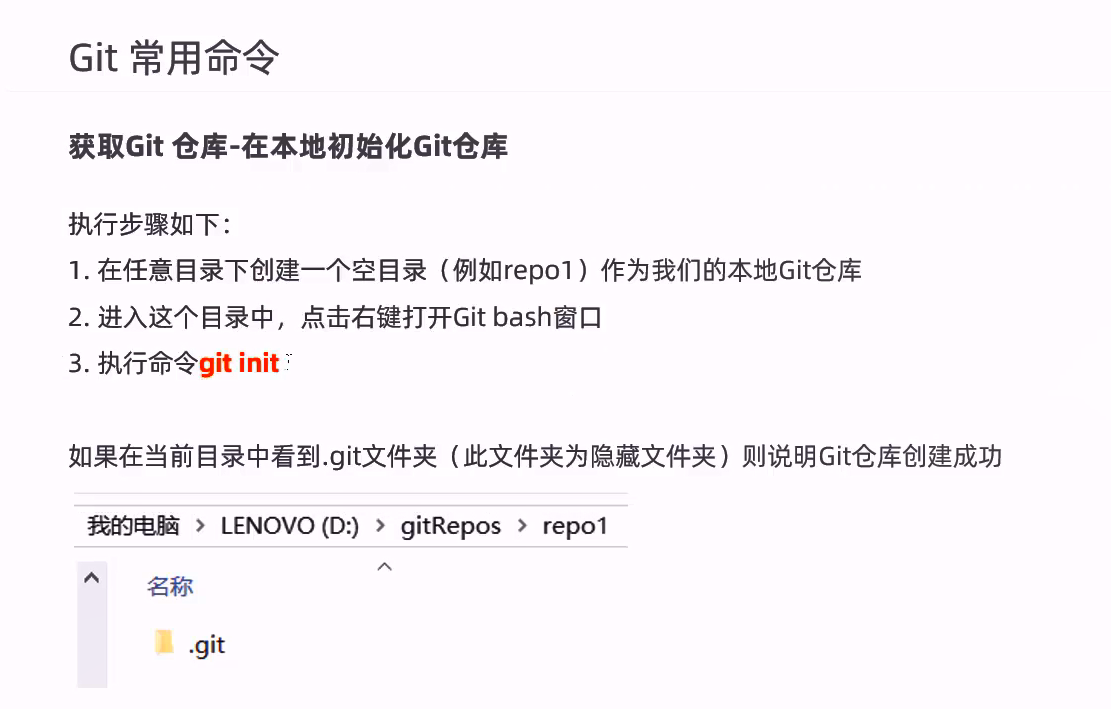 Git 常用命令
获取Git 仓库-在本地初始化Git仓库
执行步骤如下：
1. 在任意目录下创建一个空目录（例如repo1）作为我们的本地Git仓库
2. 进入这个目录中，点击右键打开Git bash窗口
3. 执行命令git init
如果在当前目录中看到.git文件夹（此文件夹为隐藏文件夹）则说明Git仓库创建成功
我的电脑 > LENOVO (D:) > gitRepos > repo1
名称
.git